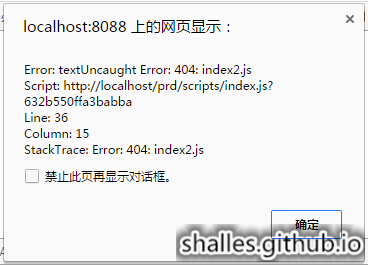 localhost:8088 上的网页显示：
Error: textUncaught Error: 404: index2.js
Script: http://localhost/prd/scripts/index.js?
632b550ffa3babba
Line: 36
Column: 15
StackTrace: Error: 404: index2.js
禁止此页再显示对话框。
确定
shalles.github.io